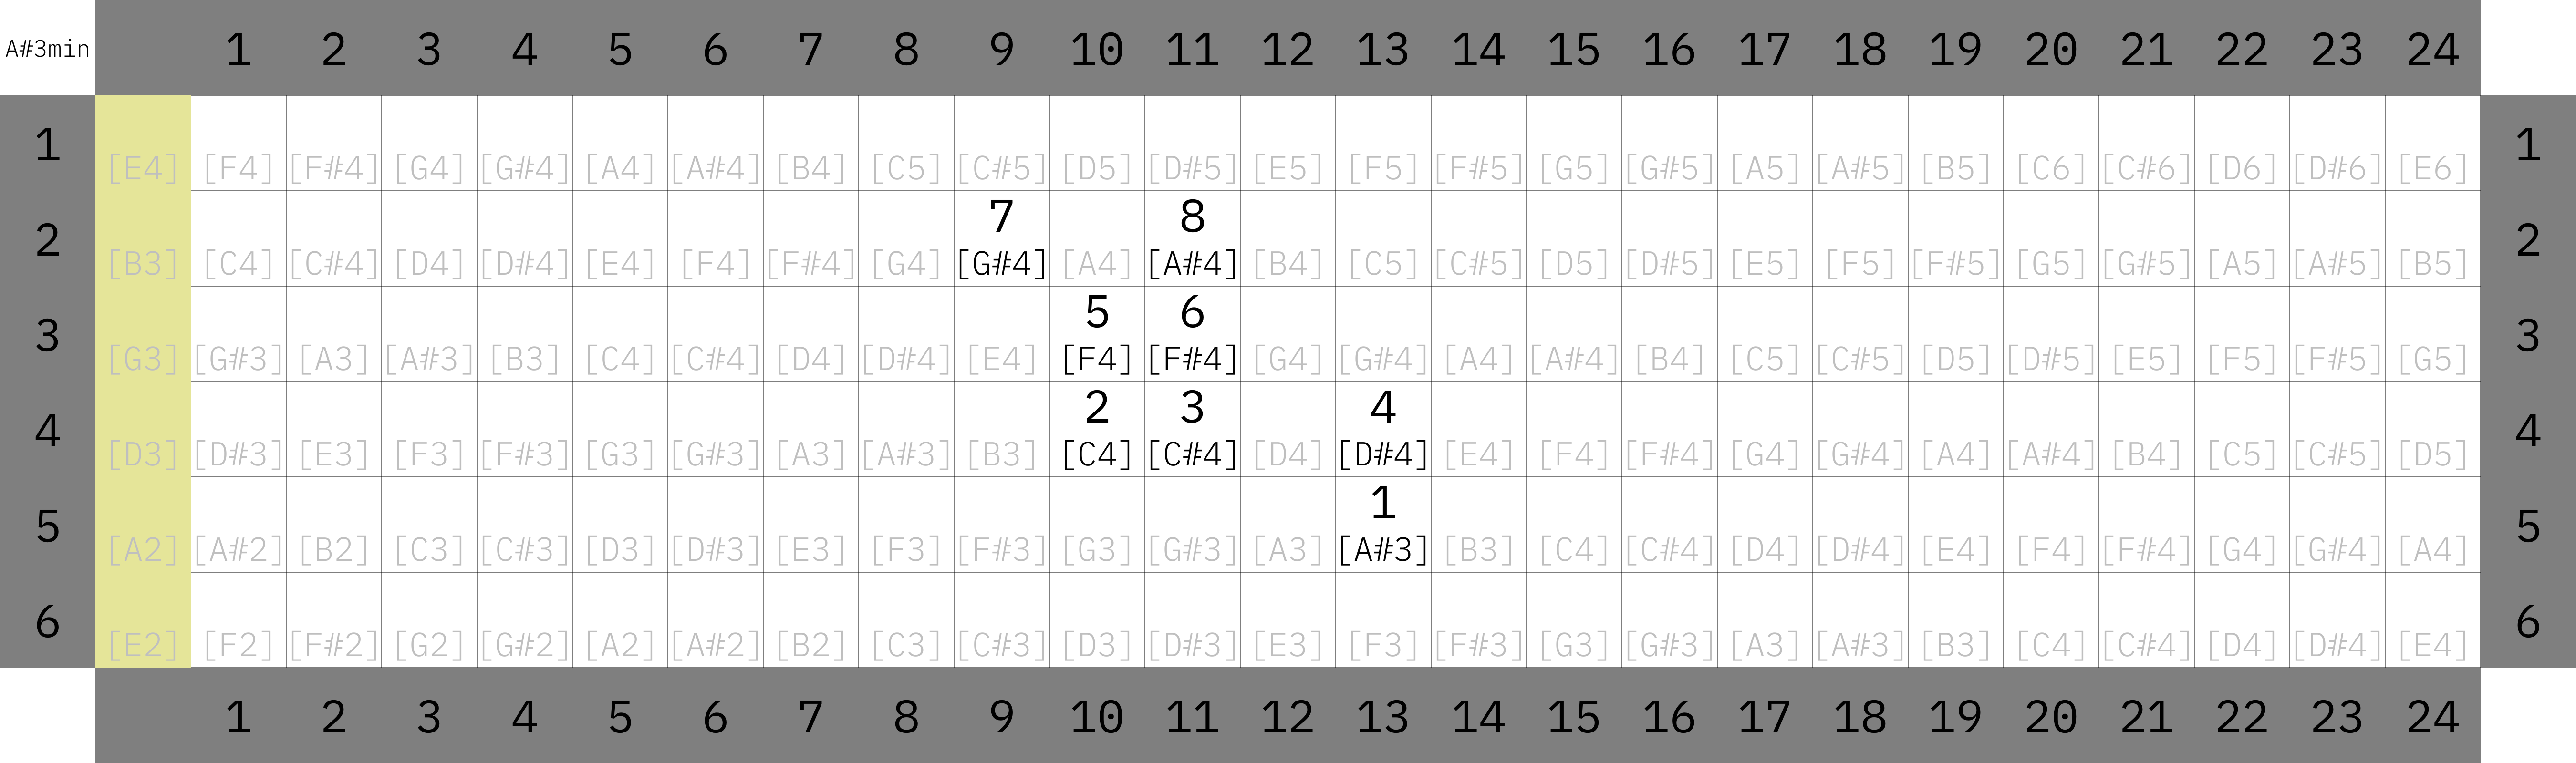 A#3min 1 2 3 4 5 6 7 8 9 10 11 12 13 14 15 16 17 18 19 20 21 22 23 24
1 1
[E4] [F4] [F#4] [G4] [G#4] [A4] [A#4] [B4] [C5] [C#5] [D5] [D#5] [E5] [F5] [F#5] [G5] [G#5] [A5] [A#5] [B5] [C6] [C#6] [D6] [D#6] [E6]
2 7 8 2
[B3] [C4] [C#4] [D4] [D#4] [E4] [F4] [F#4] [G4] [G#4] [A4] [A#4] [B4] [C5] [C#5] [D5] [D#5] [E5] [F5] [F#5] [G5] [G#5] [A5] [A#5] [B5]
3 5 6 3
[G3] [G#3] [A3] [A#3] [B3] [C4] [C#4] [D4] [D#4] [E4] [F4] [F#4] [G4] [G#4] [A4] [A#4] [B4] [C5] [C#5] [D5] [D#5] [E5] [F5] [F#5] [G5]
4 2 3 4 4
[D3] [D#3] [E3] [F3] [F#3] [G3] [G#3] [A3] [A#3] [B3] [C4] [C#4] [D4] [D#4] [E4] [F4] [F#4] [G4] [G#4] [A4] [A#4] [B4] [C5] [C#5] [D5]
5 1 5
[A2] [A#2] [B2] [C3] [C#3] [D3] [D#3] [E3] [F3] [F#3] [G3] [G#3] [A3] [A#3] [B3] [C4] [C#4] [D4] [D#4] [E4] [F4] [F#4] [G4] [G#4] [A4]
6 6
[E2] [F2] [F#2] [G2] [G#2] [A2] [A#2] [B2] [C3] [C#3] [D3] [D#3] [E3] [F3] [F#3] [G3] [G#3] [A3] [A#3] [B3] [C4] [C#4] [D4] [D#4] [E4]
1 2 3 4 5 6 7 8 9 10 11 12 13 14 15 16 17 18 19 20 21 22 23 24